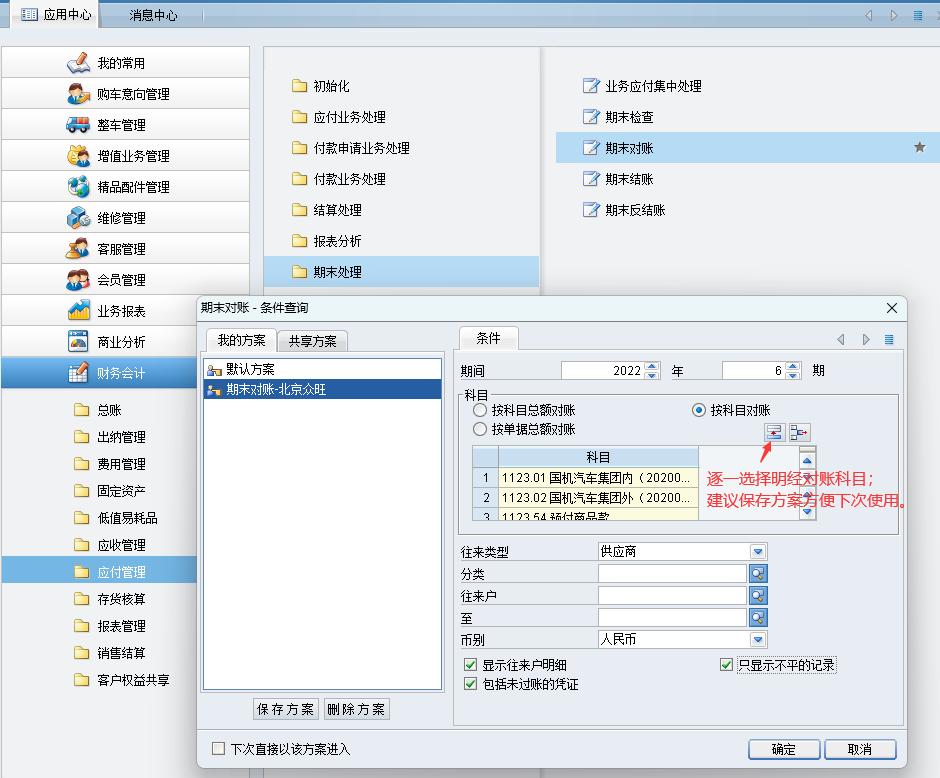 应用中心
消息中心
我的常用
购车意向管理
整车管理
增值业务管理
精品配件管理
维修管理
客服管理
会员管理
业务报表
商业分析
财务会计
总账
出纳管理
费用管理
固定资产
低值易耗品
应收管理
应付管理
存货核算
报表管理
销售结算
客户权益共享
初始化
应付业务处理
付款申请业务处理
付款业务处理
结算处理
报表分析
期末处理
业务应付集中处理
期末检查
期末对账
期末结账
期末反结账
期末对账 - 条件查询
我的方案
共享方案
默认方案
期末对账-北京众旺
保存方案
删除方案
下次直接以该方案进入
条件
期间 2022 年 6 期
科目
按科目总额对账
按科目对账
按单据总额对账
科目
1 1123.01 国机汽车集团内（20200...
2 1123.02 国机汽车集团外（20200...
3 1123.54 预付商品款
逐一选择明经对账科目;
建议保存方案方便下次使用。
往来类型 供应商
分类
往来户
至
币别 人民币
显示往来户明细
只显示不平的记录
包括未过账的凭证
确定
取消